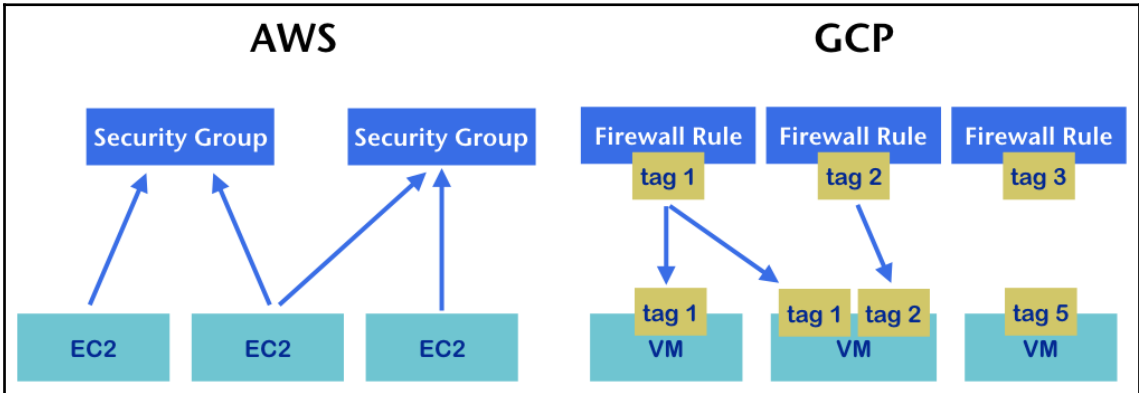 AWS
GCP
Security Group
Security Group
Firewall Rule
Firewall Rule
Firewall Rule
tag 1
tag 2
tag 3
tag 1
tag 1
tag 2
tag 5
EC2
EC2
EC2
VM
VM
VM